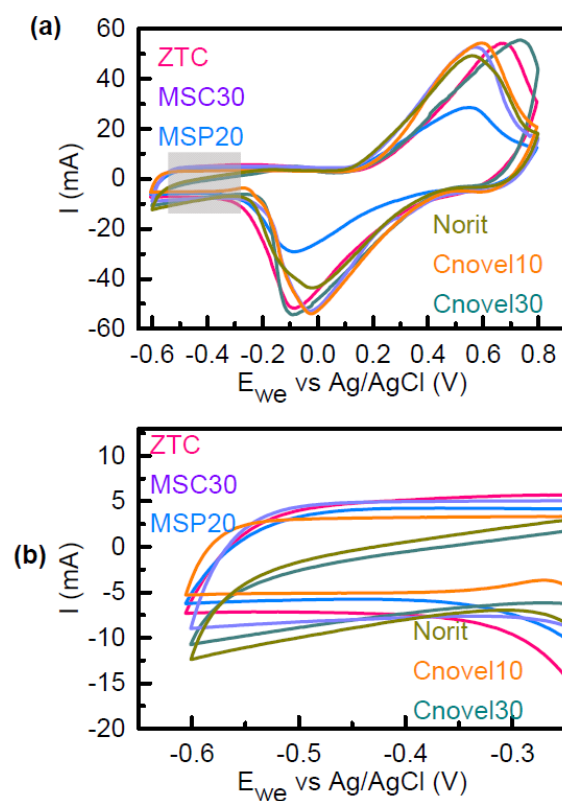 (a)
60
40
20
0
-20
-40
-60
I (mA)
ZTC
MSC30
MSP20
Norit
Cnovel10
Cnovel30
-0.6 -0.4 -0.2 0.0 0.2 0.4 0.6 0.8
Ewe vs Ag/AgCl (V)
(b)
10
5
0
-5
-10
-15
-20
I (mA)
ZTC
MSC30
MSP20
Norit
Cnovel10
Cnovel30
-0.6 -0.5 -0.4 -0.3
Ewe vs Ag/AgCl (V)